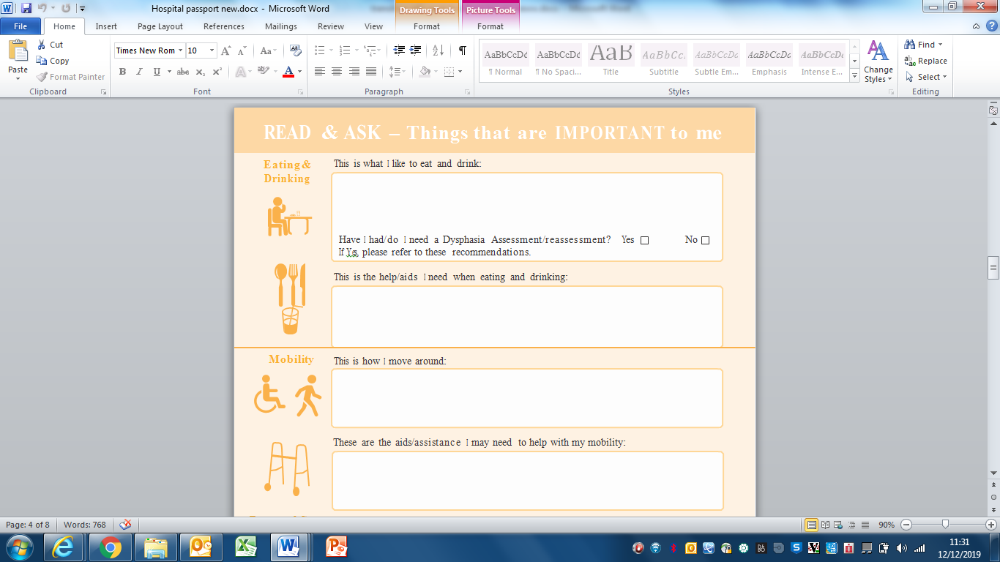 Hospital passport new.docx - Microsoft Word
Drawing Tools
Picture Tools
File
Home
Insert
Page Layout
References
Mailings
Review
View
Format
Format
Paste
Cut
Copy
Format Painter
Clipboard
Times New Rom
10
Font
Paragraph
AaBbCcDd
¶ Normal
AaBbCcDd
¶ No Spaci...
AaB
Title
AaBbCc.
Subtitle
AaBbCcDd
Subtle Em...
AaBbCcDd
Emphasis
AaBbCcDd
Intense E...
Styles
Change
Styles
Find
Replace
Select
Editing
READ & ASK – Things that are IMPORTANT to me
Eating &
Drinking
This is what I like to eat and drink:
Have I had/do I need a Dysphasia Assessment/reassessment? Yes No
If Ys, please refer to these recommendations.
This is the help/aids I need when eating and drinking:
Mobility
This is how I move around:
These are the aids/assistance I may need to help with my mobility:
Page: 4 of 8
Words: 768
90%
11:31
12/12/2019